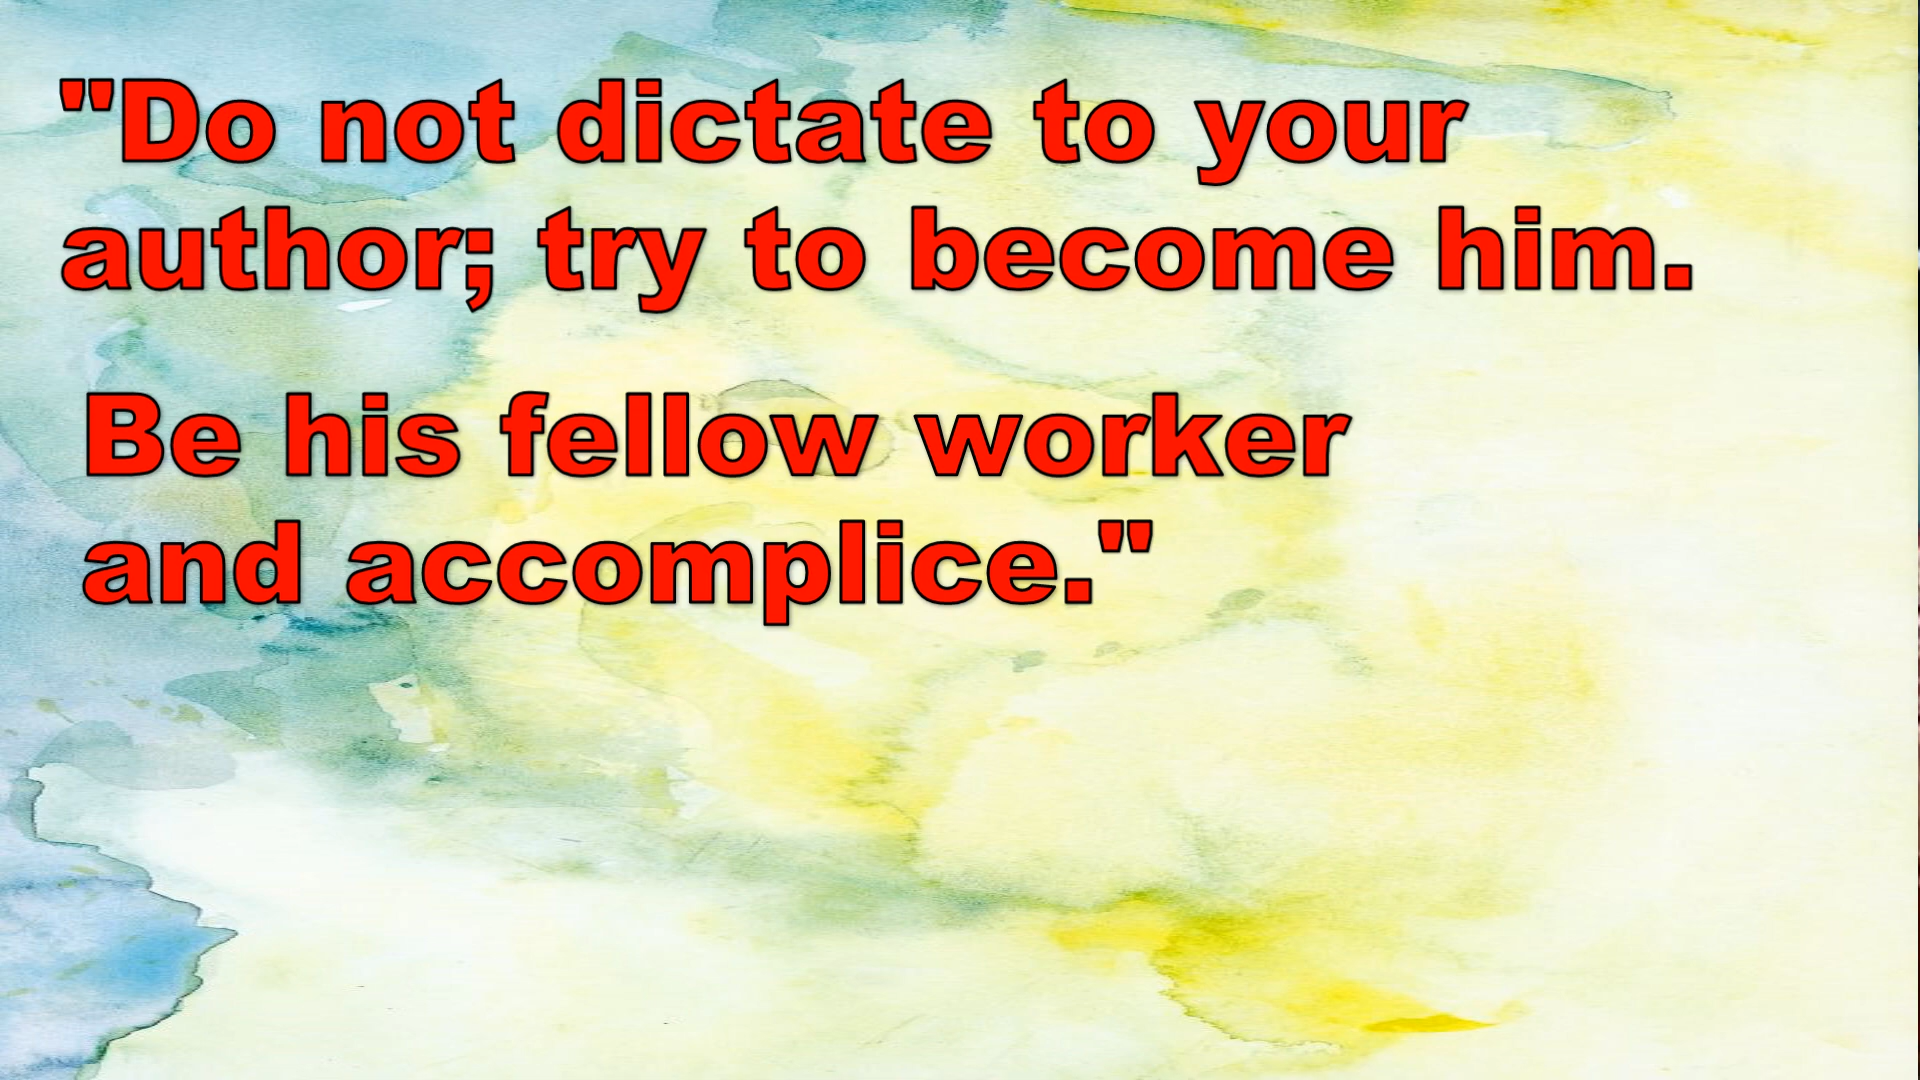 "Do not dictate to your
author; try to become him.
Be his fellow worker
and accomplice."